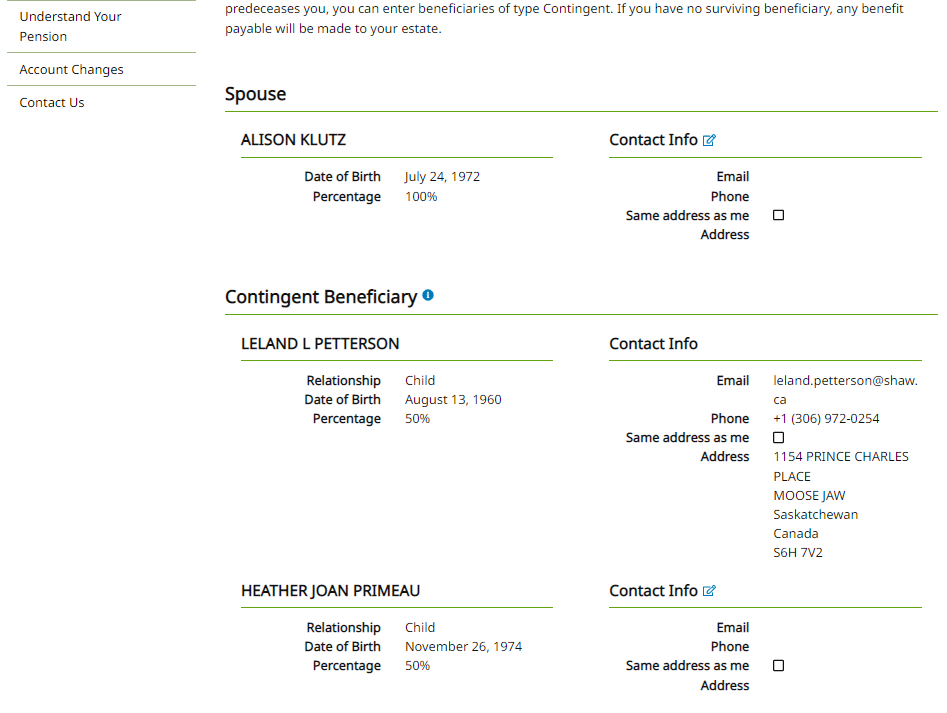 Understand Your
Pension
Account Changes
Contact Us
predeceases you, you can enter beneficiaries of type Contingent. If you have no surviving beneficiary, any benefit
payable will be made to your estate.
Spouse
ALISON KLUTZ
Date of Birth July 24, 1972
Percentage 100%
Contact Info
Email
Phone
Same address as me
Address
Contingent Beneficiary
LELAND L PETTERSON
Relationship Child
Date of Birth August 13, 1960
Percentage 50%
Contact Info
Email leland.petterson@shaw.
ca
Phone +1 (306) 972-0254
Same address as me
Address 1154 PRINCE CHARLES
PLACE
MOOSE JAW
Saskatchewan
Canada
S6H 7V2
HEATHER JOAN PRIMEAU
Relationship Child
Date of Birth November 26, 1974
Percentage 50%
Contact Info
Email
Phone
Same address as me
Address